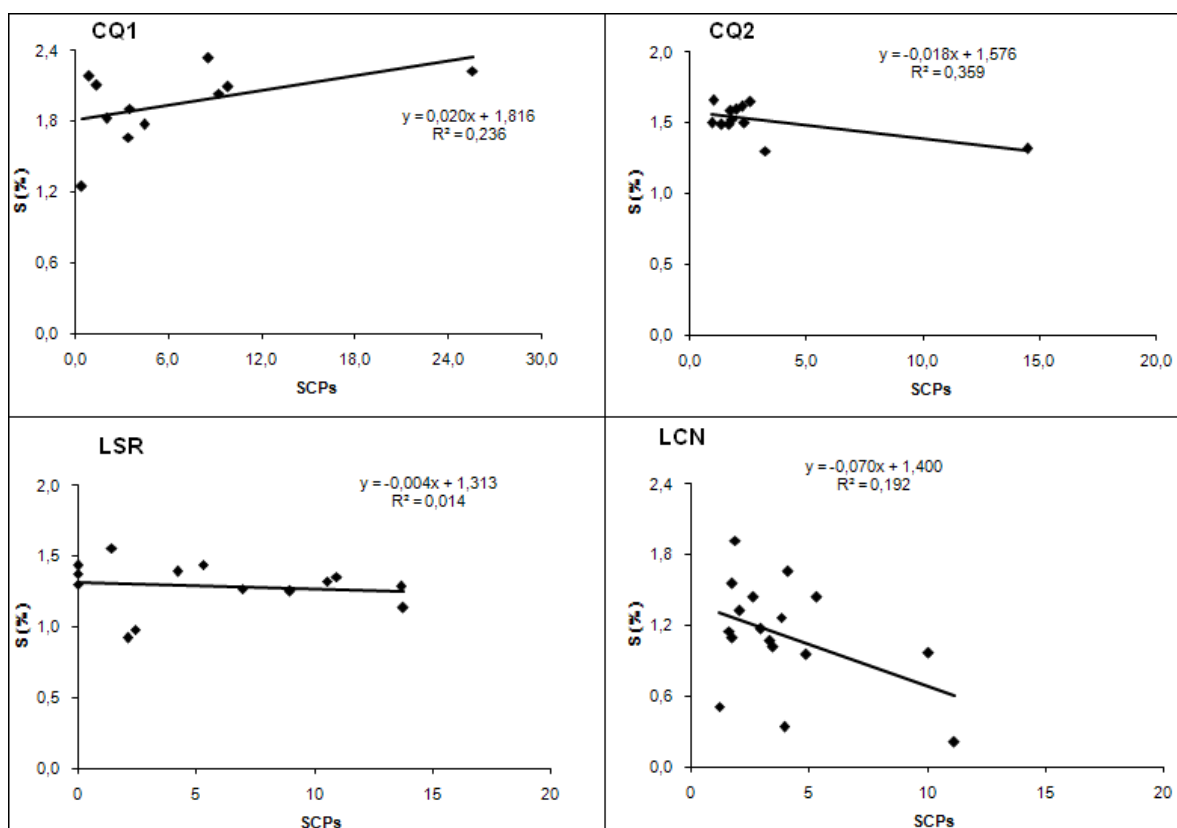 CQ1
2,4
1,8
1,2
0,6
0,0
S (%)
y = 0,020x + 1,816
R² = 0,236
0,0 6,0 12,0 18,0 24,0 30,0
SCPs
CQ2
y = -0,018x + 1,576
R² = 0,359
2,0
1,5
1,0
0,5
0,0
S (%)
0,0 5,0 10,0 15,0 20,0
SCPs
LSR
y = -0,004x + 1,313
R² = 0,014
2,0
1,5
1,0
0,5
0,0
S (%)
0 5 10 15 20
SCPs
LCN
y = -0,070x + 1,400
R² = 0,192
2,4
1,8
1,2
0,6
0,0
S (%)
0 5 10 15 20
SCPs